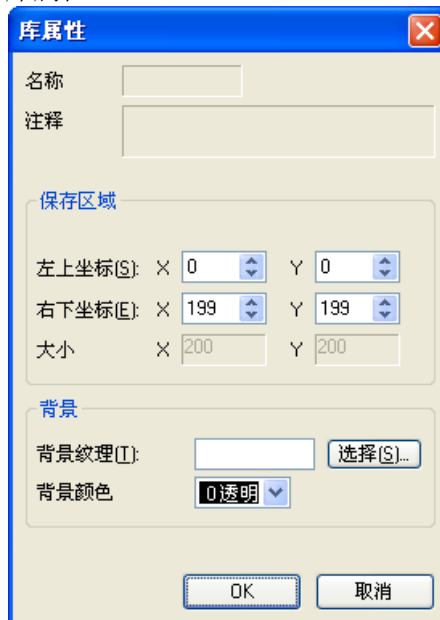 库属性
名称
注释
保存区域
左上坐标(S): X 0 Y 0
右下坐标(E): X 199 Y 199
大小 X 200 Y 200
背景
背景纹理(T): 选择(S)...
背景颜色 0透明
OK 取消